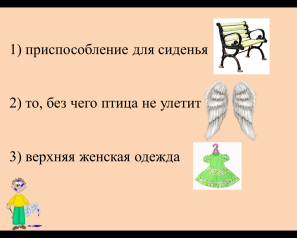 1) приспособление для сиденья
2) то, без чего птица не улетит
3) верхняя женская одежда